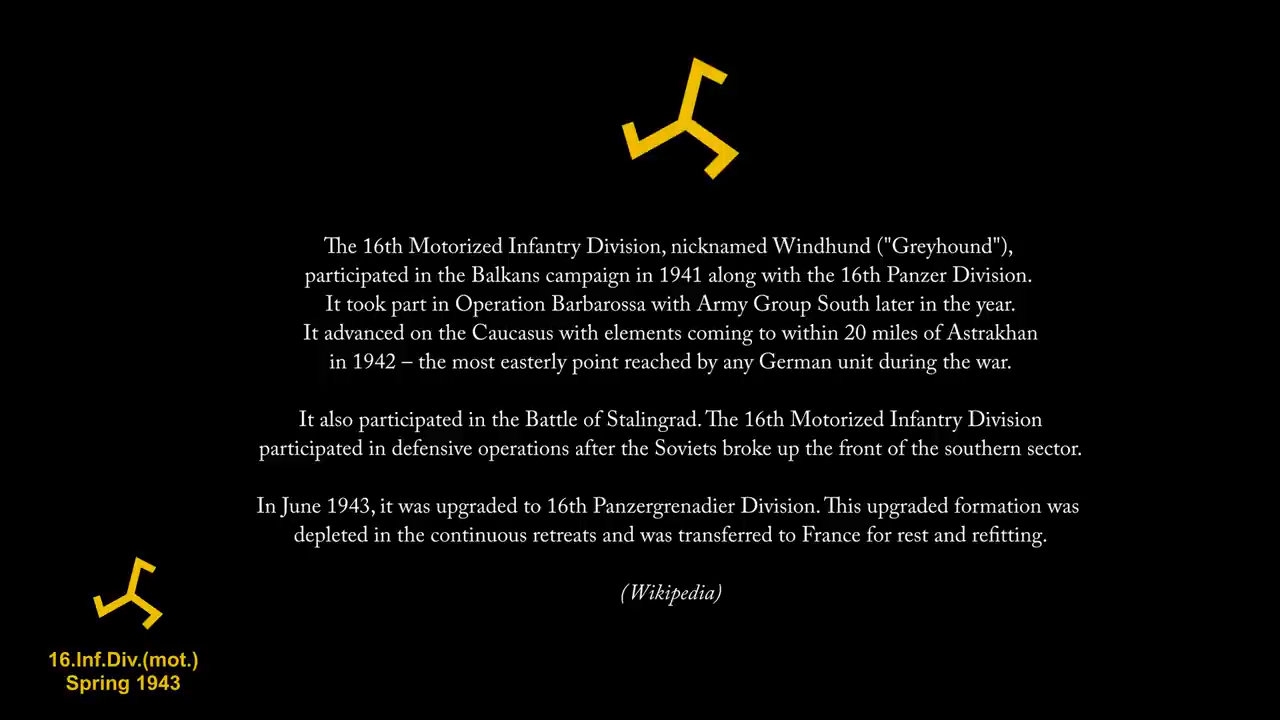 The 16th Motorized Infantry Division, nicknamed Windhund ("Greyhound"),
participated in the Balkans campaign in 1941 along with the 16th Panzer Division.
It took part in Operation Barbarossa with Army Group South later in the year.
It advanced on the Caucasus with elements coming to within 20 miles of Astrakhan
in 1942 – the most easterly point reached by any German unit during the war.
It also participated in the Battle of Stalingrad. The 16th Motorized Infantry Division
participated in defensive operations after the Soviets broke up the front of the southern sector.
In June 1943, it was upgraded to 16th Panzergrenadier Division. This upgraded formation was
depleted in the continuous retreats and was transferred to France for rest and refitting.
(Wikipedia)
16.Inf.Div.(mot.)
Spring 1943